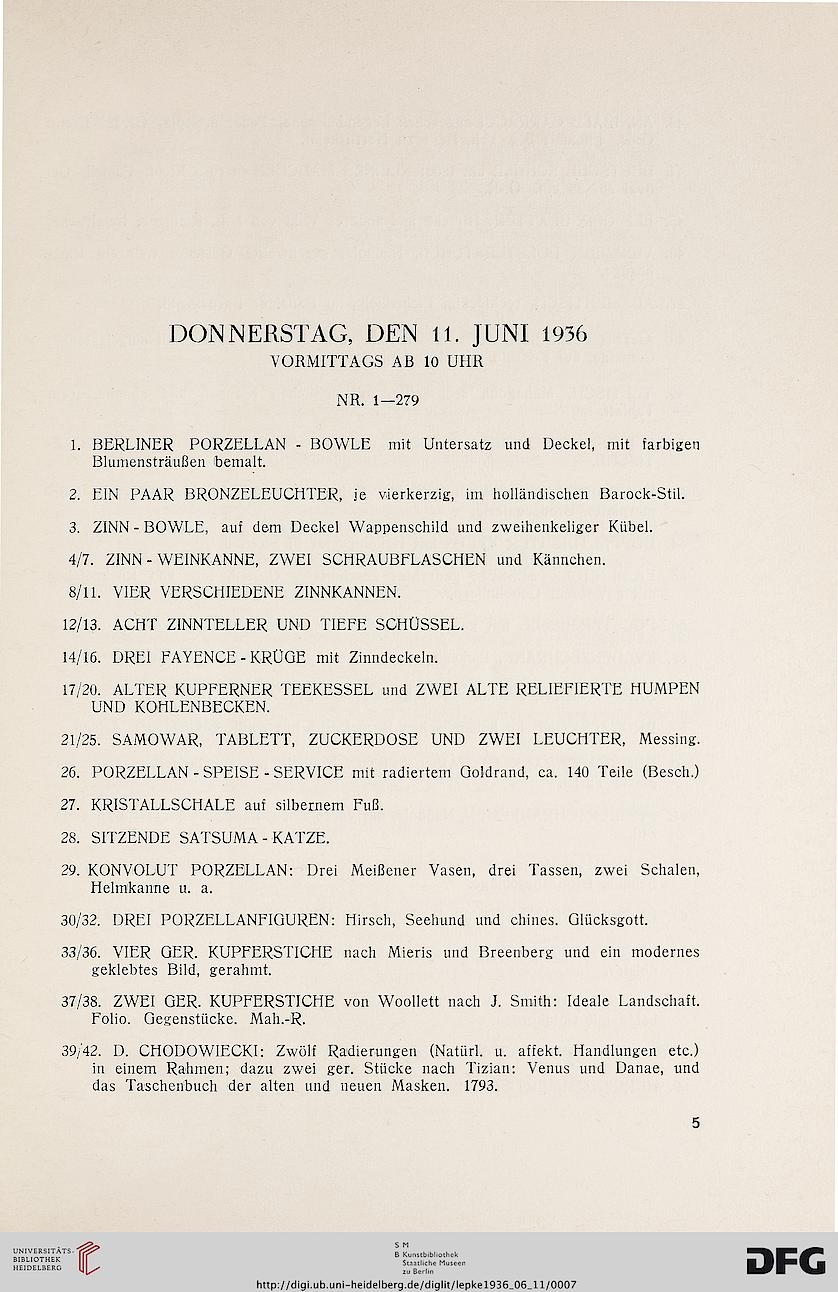 DONNERSTAG, DEN 11. JUNI 1936
VORMITTAGS AB 10 UHR
NR. 1—279
1. BERLINER PORZELLAN - BOWLE mit Untersatz und Deckel, mit farbigen
Blumensträußen bemalt.
2. EIN PAAR BRONZELEUCHTER, je vierkerzig, im holländischen Barock-Stil.
3. ZINN - BOWLE, auf dem Deckel Wappenschild und zweihenkeliger Kübel.
4/7. ZINN - WEINKANNE, ZWEI SCHRAUBFLASCHEN und Kännchen.
8/11. VIER VERSCHIEDENE ZINNKANNEN.
12/13. ACHT ZINNTELLER UND TIEFE SCHÜSSEL.
14/16. DREI FAYENCE - KRÜGE mit Zinndeckeln.
17/20. ALTER KUPFERNER TEEKESSEL und ZWEI ALTE RELIEFIERTE HUMPEN
UND KOHLENBECKEN.
21/25. SAMOWAR, TABLETT, ZUCKERDOSE UND ZWEI LEUCHTER, Messing.
26. PORZELLAN - SPEISE - SERVICE mit radiertem Goldrand, ca. 140 Teile (Besch.)
27. KRISTALLSCHALE auf silbernem Fuß.
28. SITZENDE SATSUMA - KATZE.
29. KONVOLUT PORZELLAN: Drei Meißener Vasen, drei Tassen, zwei Schalen,
Helmkanne u. a.
30/32. DREI PORZELLANFIGUREN: Hirsch, Seehund und chines. Glücksgott.
33/36. VIER GER. KUPFERSTICHE nach Mieris und Breenberg und ein modernes
geklebtes Bild, gerahmt.
37/38. ZWEI GER. KUPFERSTICHE von Woollett nach J. Smith: Ideale Landschaft.
Folio. Gegenstücke. Mah.-R.
39/42. D. CHODOWIECKI: Zwölf Radierungen (Natürl. u. affekt. Handlungen etc.)
in einem Rahmen; dazu zwei ger. Stücke nach Tizian: Venus und Danae, und
das Taschenbuch der alten und neuen Masken. 1793.
5
UNIVERSITÄTS-
BIBLIOTHEK
HEIDELBERG
S M
B Kunstbibliothek
Staatliche Museen
zu Berlin
DFG
http://digi.ub.uni-heidelberg.de/diglit/lepke1936_06_11/0007